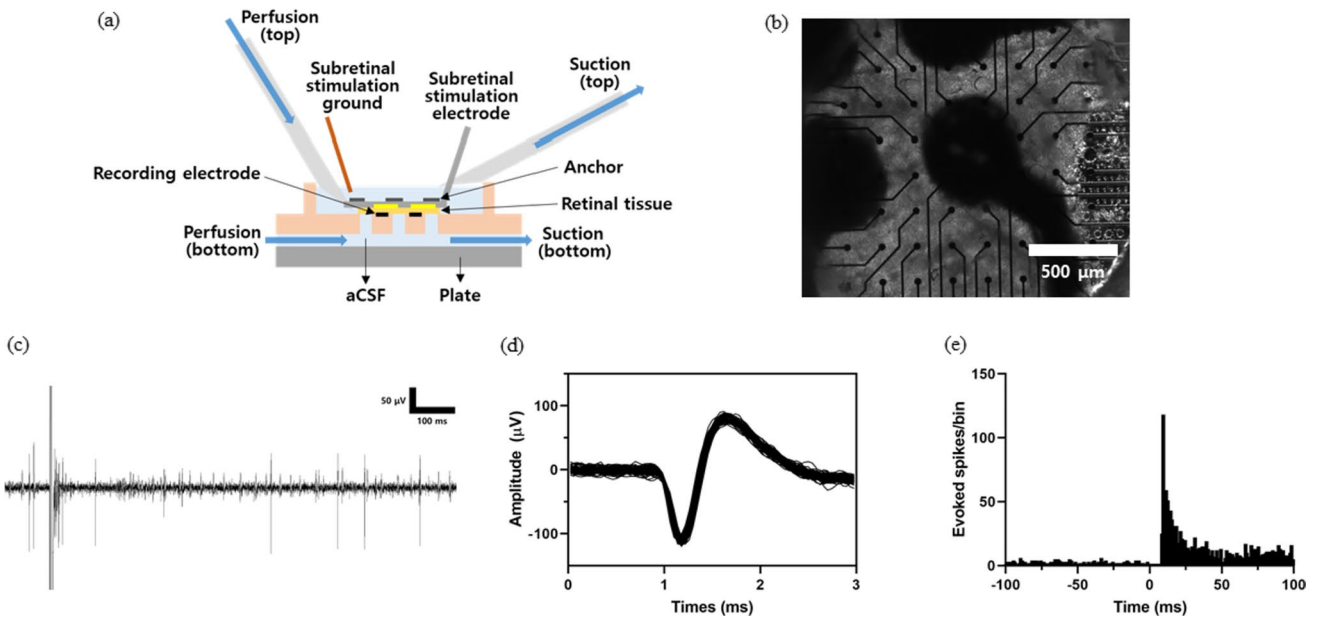 (a)
Perfusion
(top)
Subretinal
stimulation
ground
Subretinal
stimulation
electrode
Suction
(top)
Recording electrode
Anchor
Retinal tissue
Perfusion
(bottom)
Suction
(bottom)
aCSF
Plate
(b)
500 μm
(c)
50 μV
100 ms
(d)
Amplitude (μV)
100
0
-100
0
1
2
3
Times (ms)
(e)
Evoked spikes/bin
150
100
50
0
-100
-50
0
50
100
Time (ms)